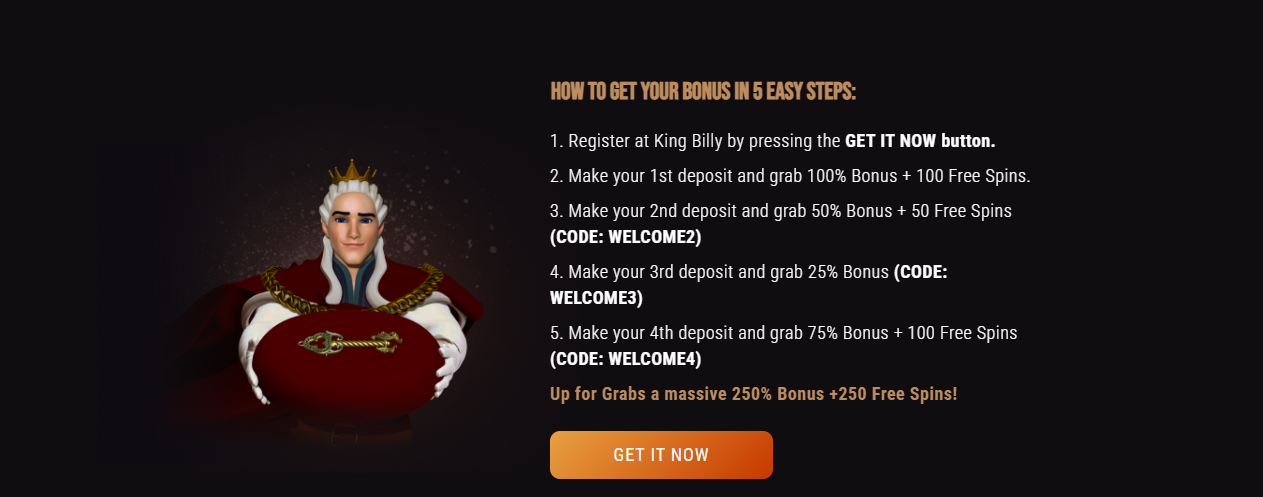 HOW TO GET YOUR BONUS IN 5 EASY STEPS:
1. Register at King Billy by pressing the GET IT NOW button.
2. Make your 1st deposit and grab 100% Bonus + 100 Free Spins.
3. Make your 2nd deposit and grab 50% Bonus + 50 Free Spins
(CODE: WELCOME2)
4. Make your 3rd deposit and grab 25% Bonus (CODE:
WELCOME3)
5. Make your 4th deposit and grab 75% Bonus + 100 Free Spins
(CODE: WELCOME4)
Up for Grabs a massive 250% Bonus +250 Free Spins!
GET IT NOW